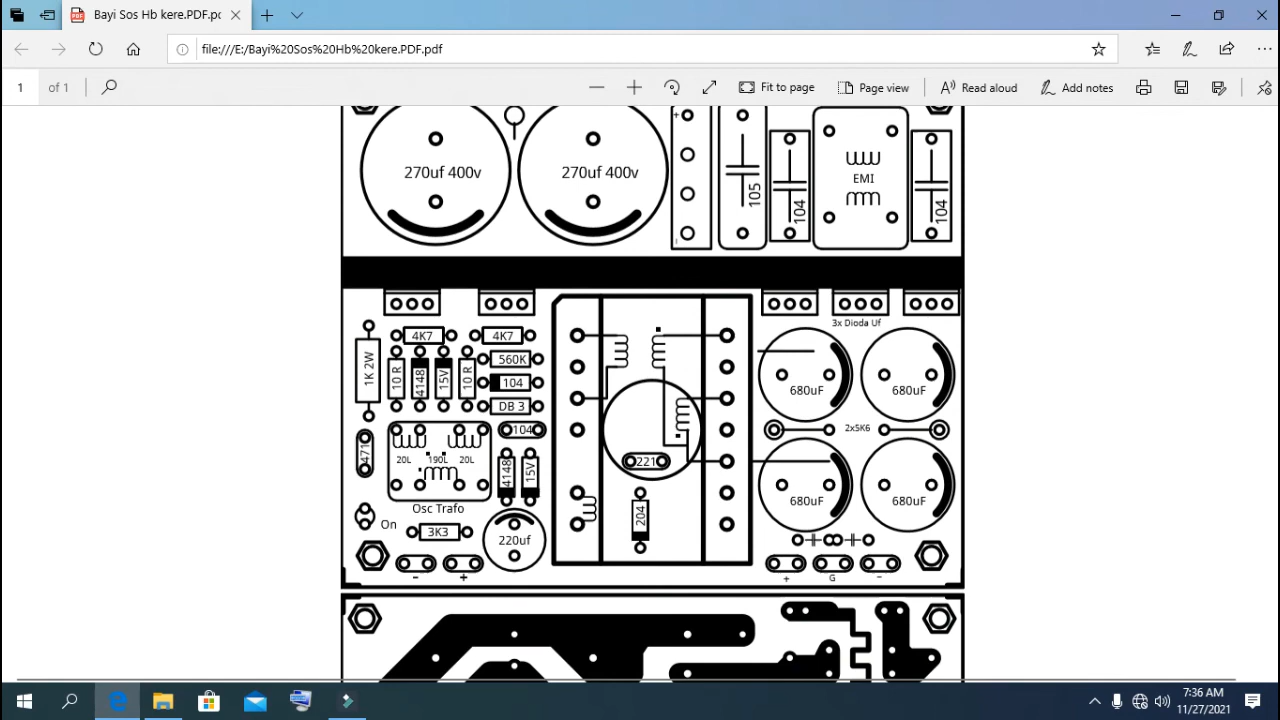 Bayi Sos Hb kere.PDF.pdf
file:///E:/Bayi%20Sos%20Hb%20kere.PDF.pdf
1 of 1
Fit to page
Page view
Read aloud
Add notes
270uf 400v
270uf 400v
+
105
104
EMI
104
3x Dioda Uf
4K7
4K7
1K 2W
10 R
4148
15V
10 R
560K
104
DB 3
104
471
20L
190L
20L
4148
15V
Osc Trafo
On
3K3
220uf
-
+
221
204
680uF
680uF
2x5K6
680uF
680uF
+
G
-
7:36 AM
11/27/2021